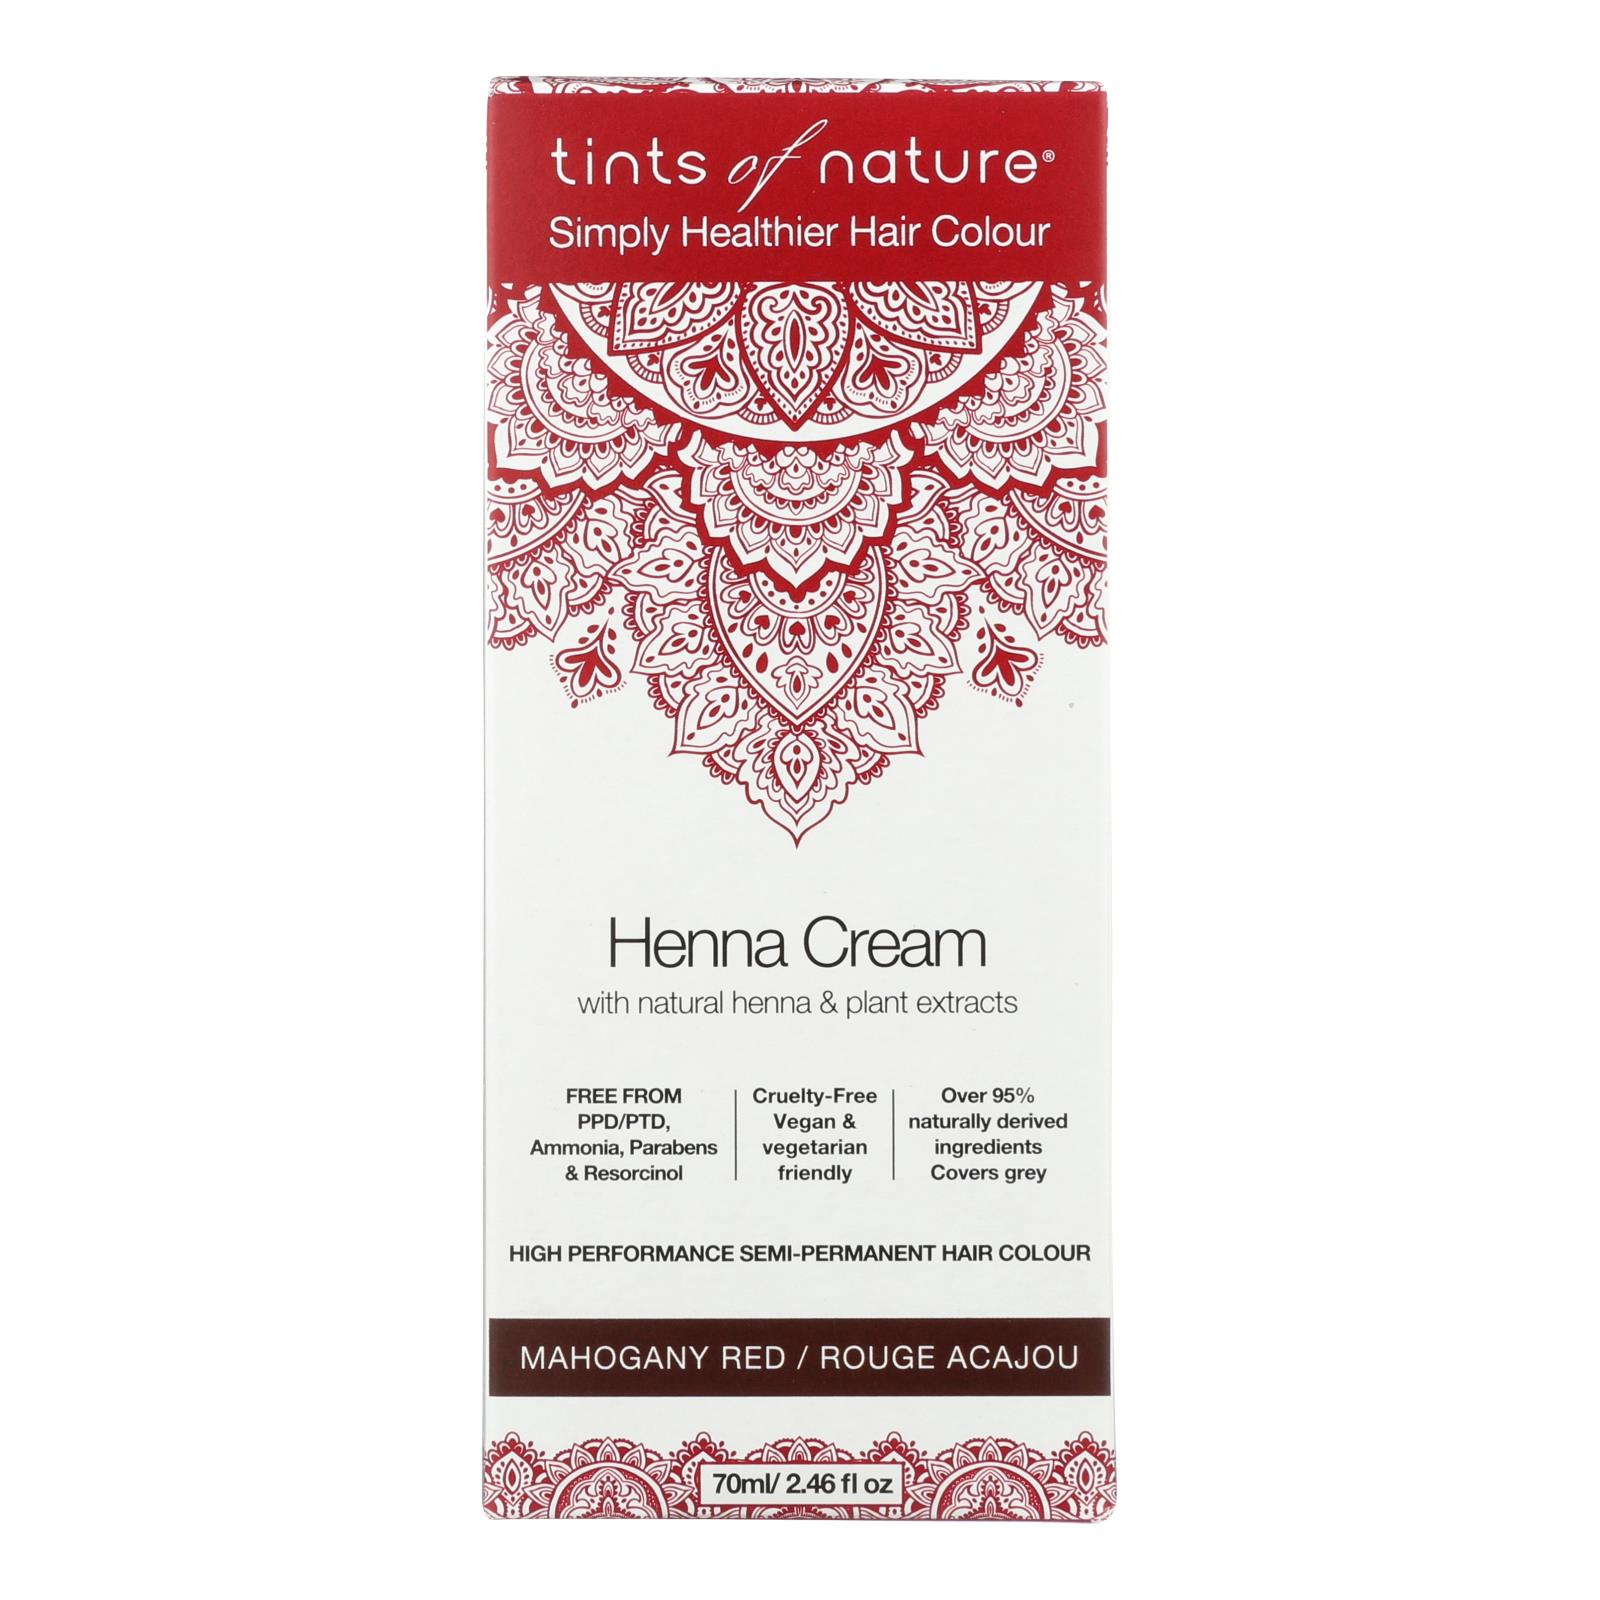 tints of nature®
Simply Healthier Hair Colour
Henna Cream
with natural henna & plant extracts
FREE FROM
PPD/PTD,
Ammonia, Parabens
& Resorcinol
Cruelty-Free
Vegan &
vegetarian
friendly
Over 95%
naturally derived
ingredients
Covers grey
HIGH PERFORMANCE SEMI-PERMANENT HAIR COLOUR
MAHOGANY RED / ROUGE ACAJOU
70ml/ 2.46 fl oz